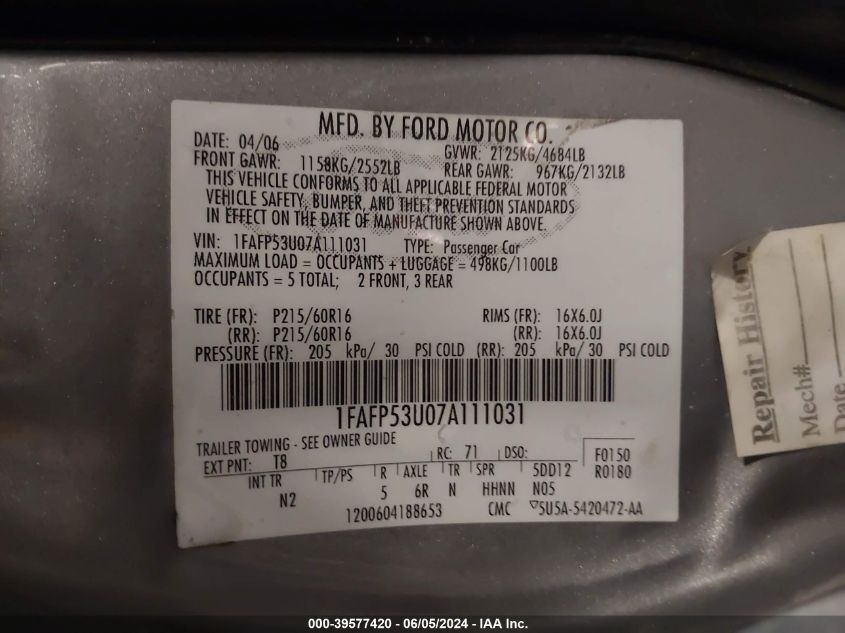 MFD. BY FORD MOTOR CO.
DATE: 04/06 GVWR: 2125KG/4684LB
FRONT GAWR: 1158KG/2552LB REAR GAWR: 967KG/2132LB
THIS VEHICLE CONFORMS TO ALL APPLICABLE FEDERAL MOTOR
VEHICLE SAFETY, BUMPER, AND THEFT PREVENTION STANDARDS
IN EFFECT ON THE DATE OF MANUFACTURE SHOWN ABOVE.
VIN: 1FAFP53U07A111031 TYPE: Passenger Car
MAXIMUM LOAD = OCCUPANTS + LUGGAGE = 498KG/1100LB
OCCUPANTS = 5 TOTAL; 2 FRONT, 3 REAR
TIRE (FR): P215/60R16 RIMS (FR): 16X6.0J
(RR): P215/60R16 (RR): 16X6.0J
PRESSURE (FR): 205 kPa/ 30 PSI COLD (RR): 205 kPa/ 30 PSI COLD
1FAFP53U07A111031
TRAILER TOWING - SEE OWNER GUIDE
EXT PNT: T8 RC: 71 DSO: F0150
INT TR TP/PS R AXLE TR SPR 5DD12 R0180
N2 5 6R N HHNN N05
1200604188653 CMC 5U5A-5420472-AA
Repair History
Mech#
Date
000-39577420 - 06/05/2024 - IAA Inc.